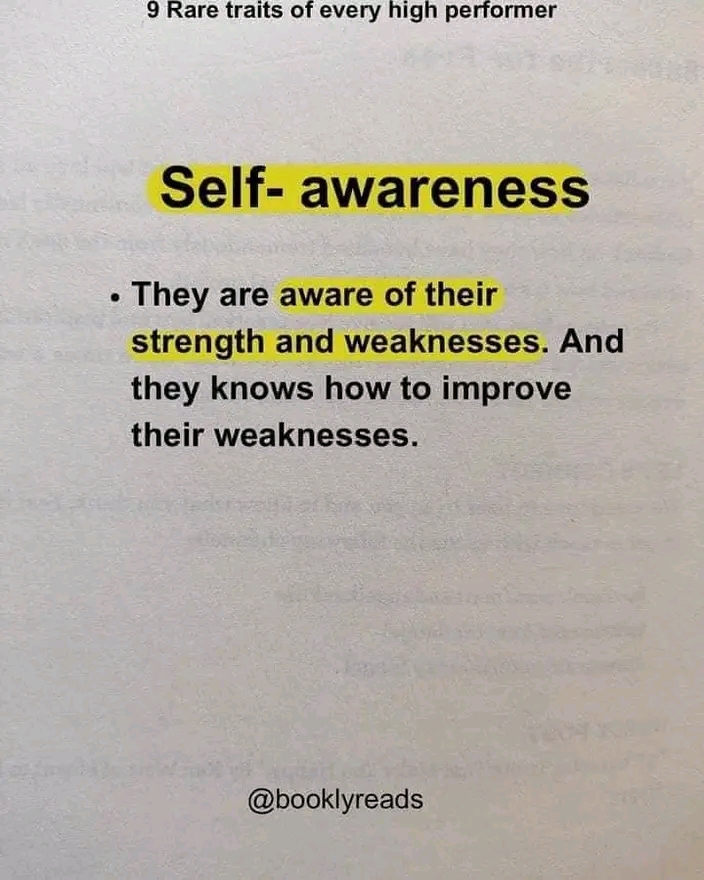 9 Rare traits of every high performer
Self- awareness
• They are aware of their
strength and weaknesses. And
they knows how to improve
their weaknesses.
@booklyreads